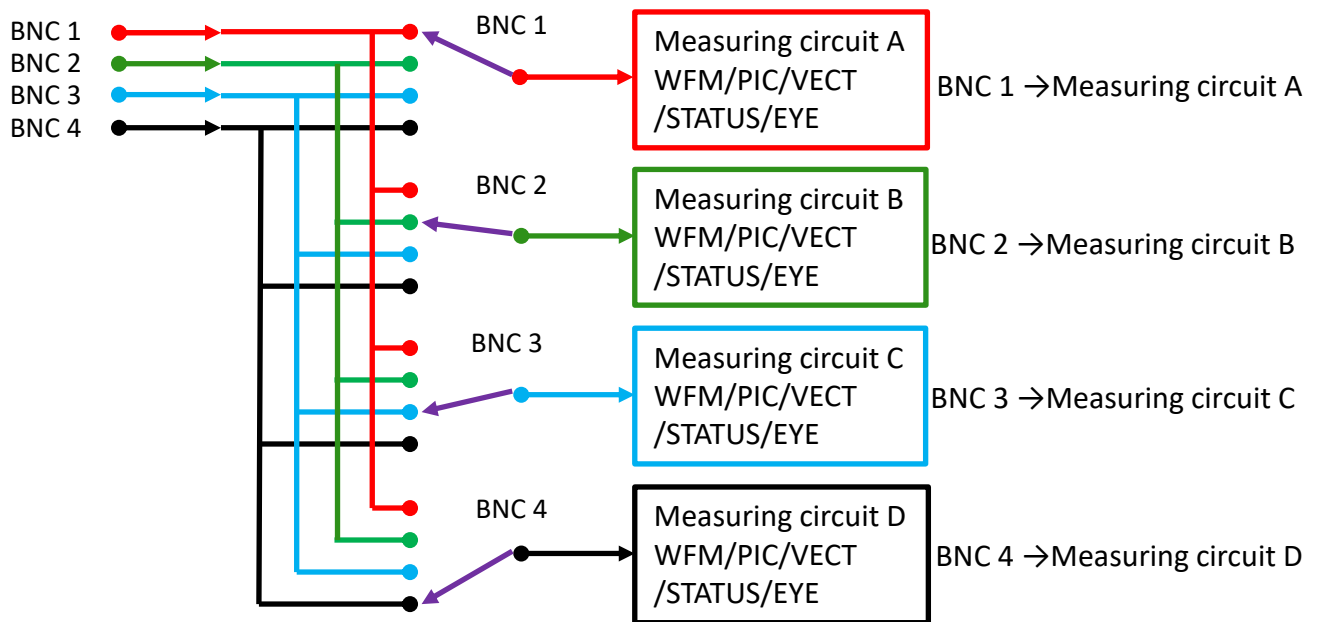 BNC 1
BNC 2
BNC 3
BNC 4
BNC 1
Measuring circuit A
WFM/PIC/VECT
/STATUS/EYE
BNC 1 →Measuring circuit A
BNC 2
Measuring circuit B
WFM/PIC/VECT
/STATUS/EYE
BNC 2 →Measuring circuit B
BNC 3
Measuring circuit C
WFM/PIC/VECT
/STATUS/EYE
BNC 3 →Measuring circuit C
BNC 4
Measuring circuit D
WFM/PIC/VECT
/STATUS/EYE
BNC 4 →Measuring circuit D